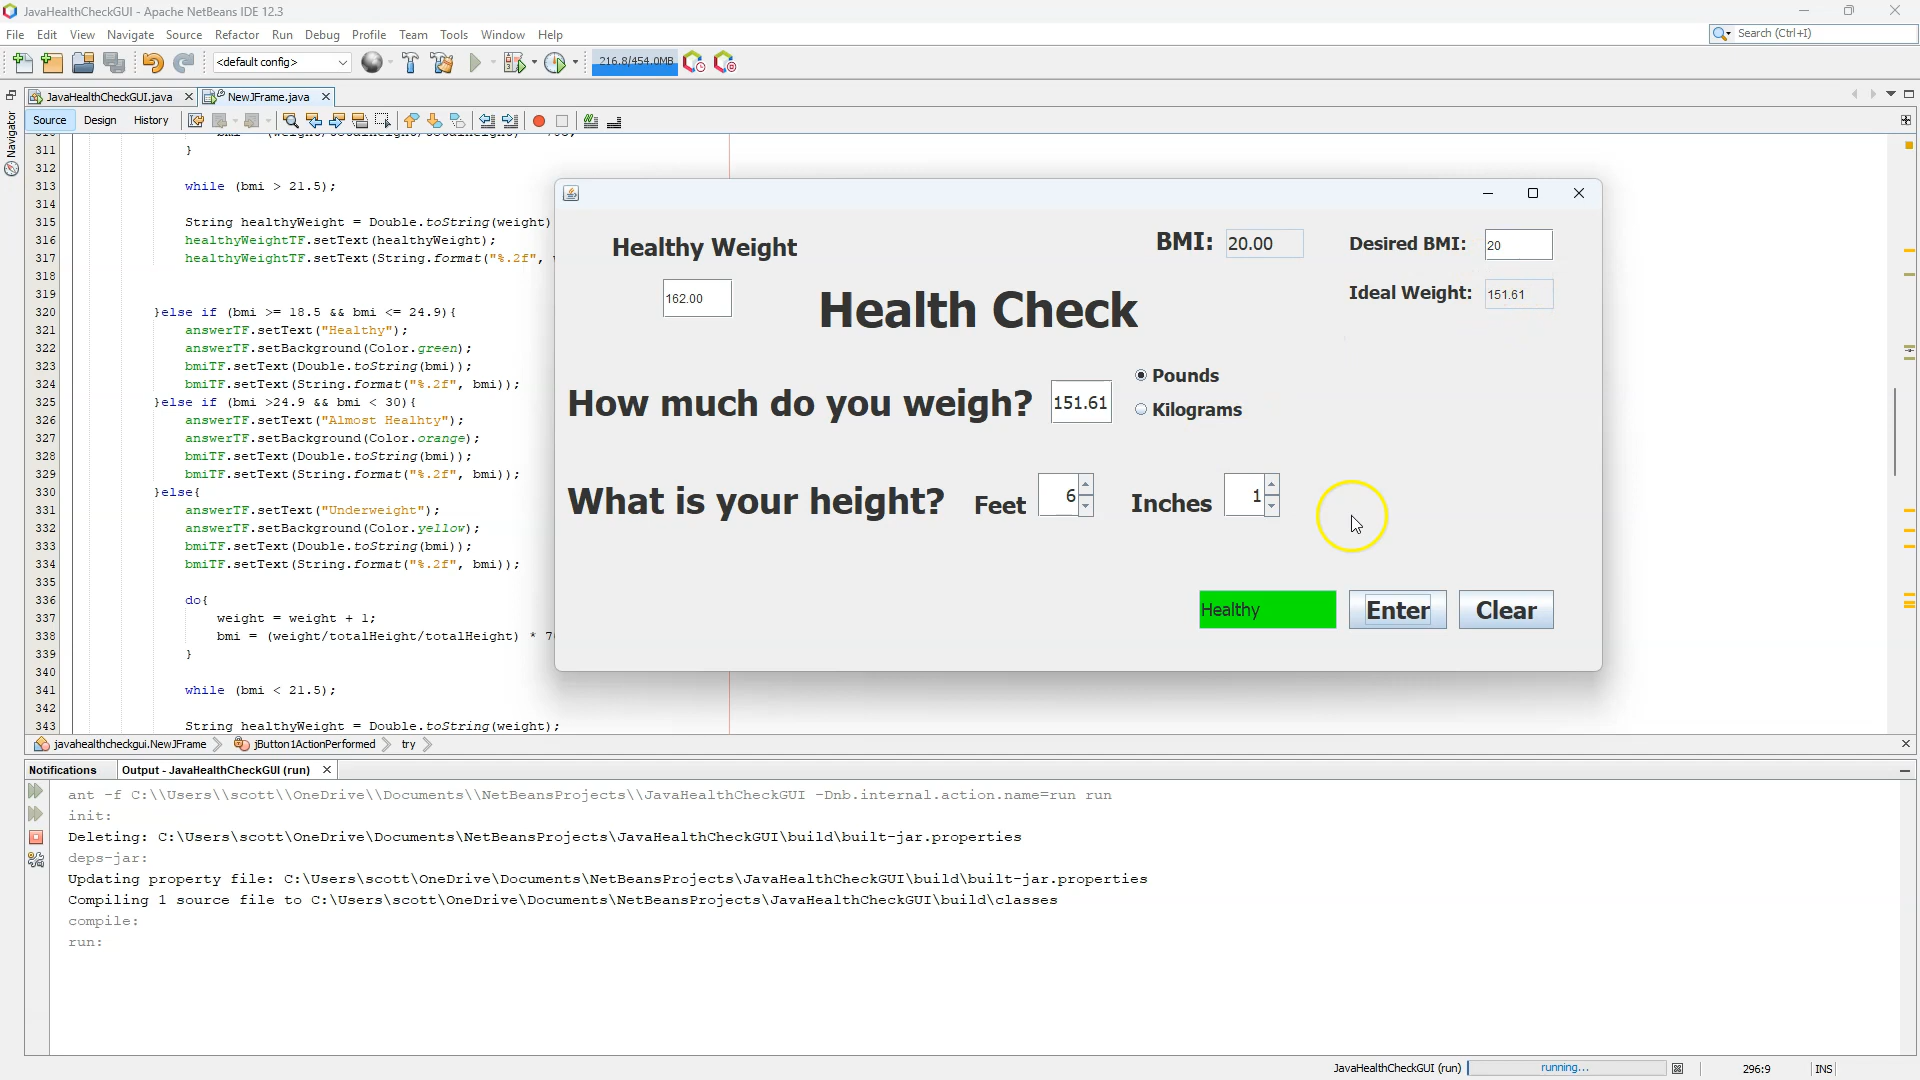 JavaHealthCheckGUI - Apache NetBeans IDE 12.3
File Edit View Navigate Source Refactor Run Debug Profile Team Tools Window Help
Search (Ctrl+I)
<default config>
216.8/454.0MB
JavaHealthCheckGUI.java
NewJFrame.java
Source Design History
Navigator
311 }
312
313 while (bmi > 21.5);
314
315 String healthyWeight = Double.toString(weight)
316 healthyWeightTF.setText(healthyWeight);
317 healthyWeightTF.setText(String.format("%.2f",
318
319
320 }else if (bmi >= 18.5 && bmi <= 24.9){
321 answerTF.setText("Healthy");
322 answerTF.setBackground(Color.green);
323 bmiTF.setText(Double.toString(bmi));
324 bmiTF.setText(String.format("%.2f", bmi));
325 }else if (bmi >24.9 && bmi < 30){
326 answerTF.setText("Almost Healhty");
327 answerTF.setBackground(Color.orange);
328 bmiTF.setText(Double.toString(bmi));
329 bmiTF.setText(String.format("%.2f", bmi));
330 }else{
331 answerTF.setText("Underweight");
332 answerTF.setBackground(Color.yellow);
333 bmiTF.setText(Double.toString(bmi));
334 bmiTF.setText(String.format("%.2f", bmi));
335
336 do{
337 weight = weight + 1;
338 bmi = (weight/totalHeight/totalHeight) * 7
339 }
340
341 while (bmi < 21.5);
342
343 String healthyWeight = Double.toString(weight);
Healthy Weight
162.00
BMI: 20.00
Desired BMI: 20
Ideal Weight: 151.61
Health Check
How much do you weigh? 151.61
Pounds
Kilograms
What is your height? Feet 6 Inches 1
Healthy Enter Clear
javahealthcheckgui.NewJFrame jButton1ActionPerformed try
Notifications Output - JavaHealthCheckGUI (run)
ant -f C:\\Users\\scott\\OneDrive\\Documents\\NetBeansProjects\\JavaHealthCheckGUI -Dnb.internal.action.name=run run
init:
Deleting: C:\Users\scott\OneDrive\Documents\NetBeansProjects\JavaHealthCheckGUI\build\built-jar.properties
deps-jar:
Updating property file: C:\Users\scott\OneDrive\Documents\NetBeansProjects\JavaHealthCheckGUI\build\built-jar.properties
Compiling 1 source file to C:\Users\scott\OneDrive\Documents\NetBeansProjects\JavaHealthCheckGUI\build\classes
compile:
run:
JavaHealthCheckGUI (run) running... 296:9 INS